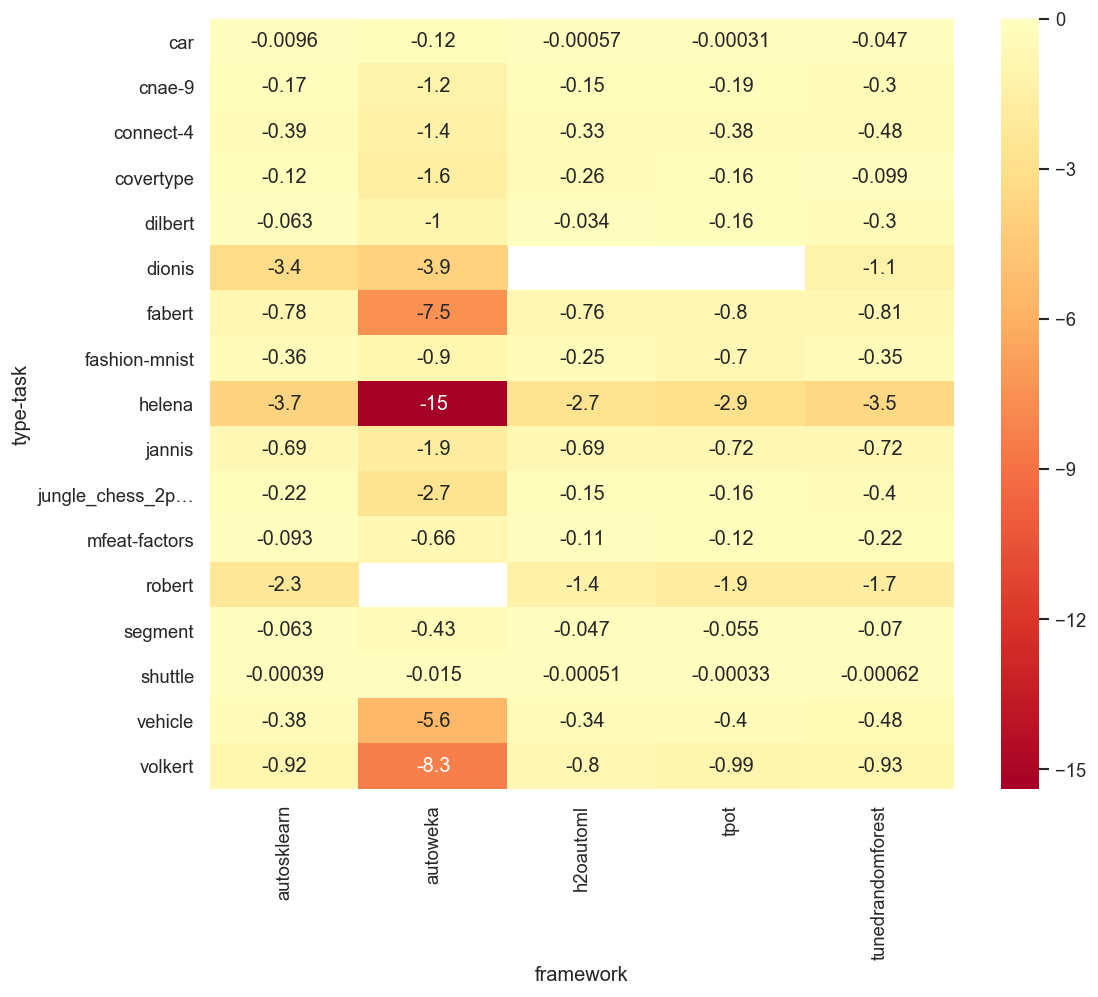 car -0.0096 -0.12 -0.00057 -0.00031 -0.047 0
cnae-9 -0.17 -1.2 -0.15 -0.19 -0.3
connect-4 -0.39 -1.4 -0.33 -0.38 -0.48
covertype -0.12 -1.6 -0.26 -0.16 -0.099 −3
dilbert -0.063 -1 -0.034 -0.16 -0.3
dionis -3.4 -3.9 -1.1
fabert -0.78 -7.5 -0.76 -0.8 -0.81 −6
fashion-mnist -0.36 -0.9 -0.25 -0.7 -0.35
type-task
helena -3.7 -15 -2.7 -2.9 -3.5
jannis -0.69 -1.9 -0.69 -0.72 -0.72 −9
jungle_chess_2p… -0.22 -2.7 -0.15 -0.16 -0.4
mfeat-factors -0.093 -0.66 -0.11 -0.12 -0.22
robert -2.3 -1.4 -1.9 -1.7
segment -0.063 -0.43 -0.047 -0.055 -0.07 −12
shuttle -0.00039 -0.015 -0.00051 -0.00033 -0.00062
vehicle -0.38 -5.6 -0.34 -0.4 -0.48
volkert -0.92 -8.3 -0.8 -0.99 -0.93 −15
autosklearn autoweka h2oautoml tpot tunedrandomforest
framework